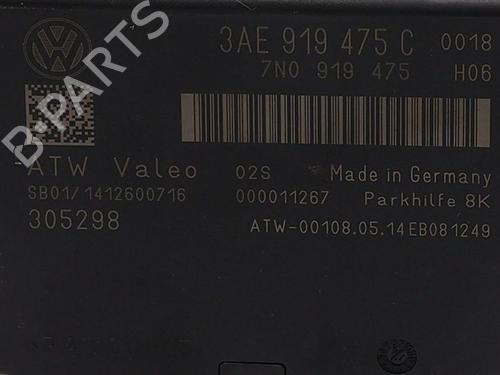 3AE 919 475 C 0018
7N0 919 475 H06
B-PARTS
ATW Valeo 02S Made in Germany
SB01/1412600716 000011267 Parkhilfe 8K
305298 ATW-00108.05.14EB081249